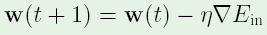 w(t + 1) = w(t) − η∇E_in